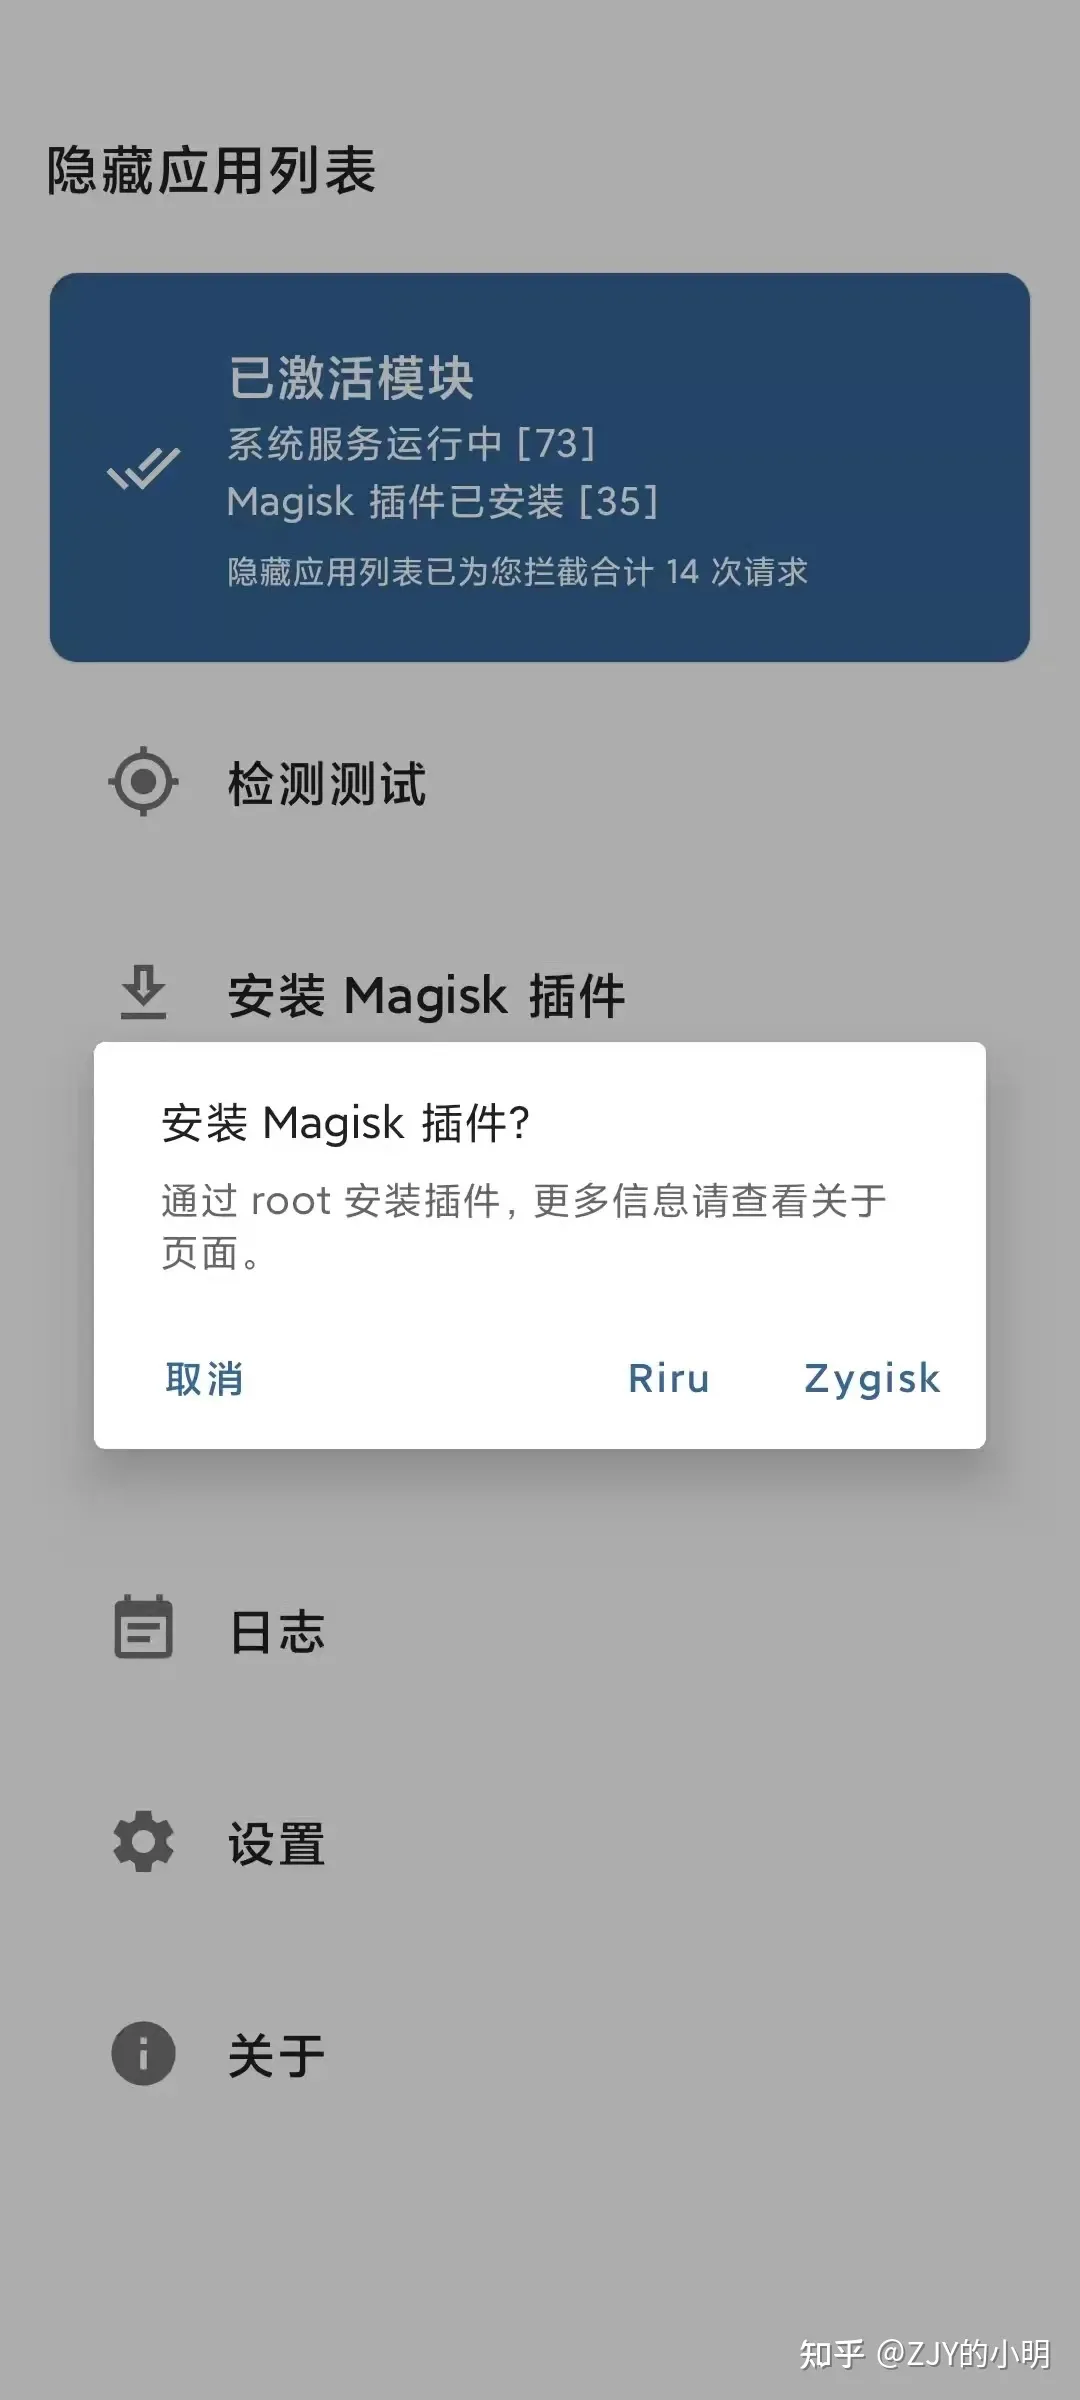 隐藏应用列表
已激活模块
系统服务运行中 [73]
Magisk 插件已安装 [35]
隐藏应用列表已为您拦截合计 14 次请求
检测测试
安装 Magisk 插件
安装 Magisk 插件?
通过 root 安装插件, 更多信息请查看关于
页面。
取消 Riru Zygisk
日志
设置
关于
知乎 @ZJY的小明